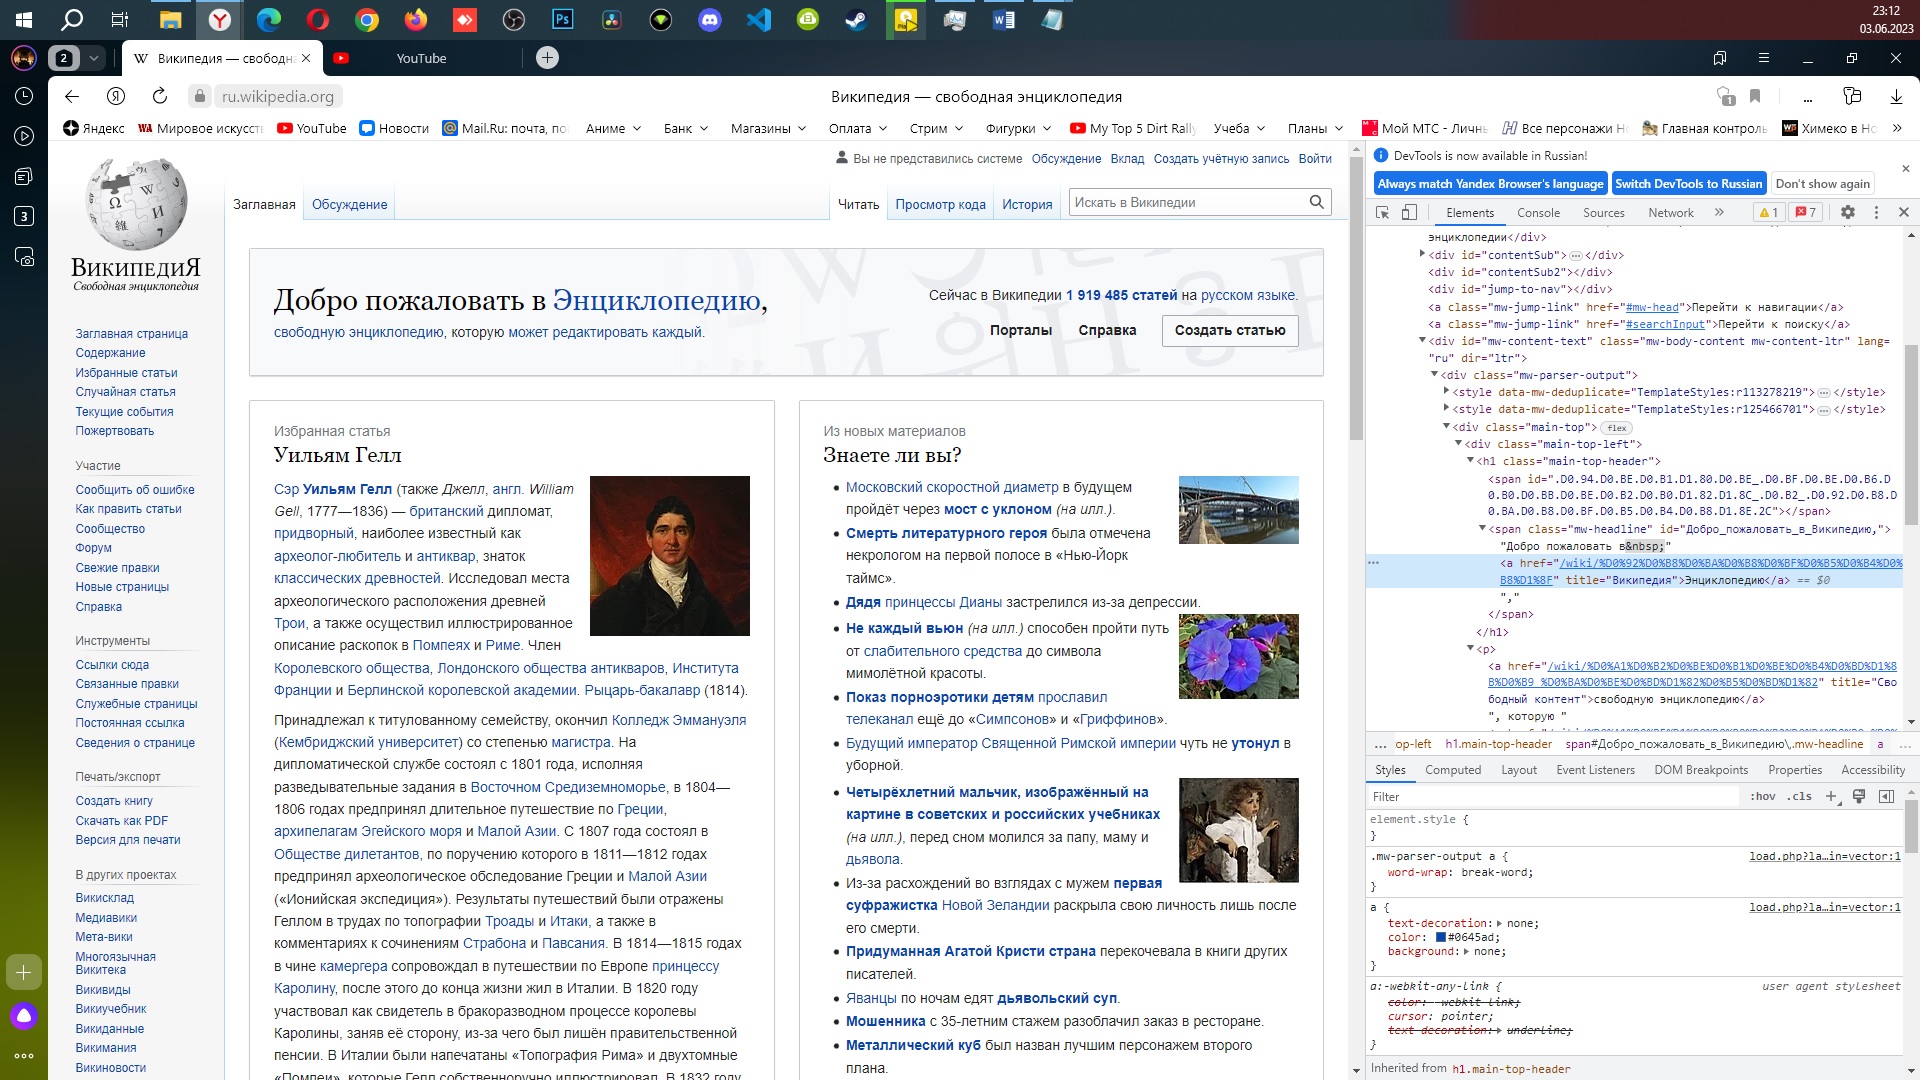 23:12
03.06.2023
2
Википедия — свободна
YouTube
ru.wikipedia.org
Википедия — свободная энциклопедия
1
Яндекс
Мировое искусст
YouTube
Новости
Mail.Ru: почта, по
Аниме
Банк
Магазины
Оплата
Стрим
Фигурки
My Top 5 Dirt Rally
Учеба
Планы
Мой МТС - Личны
Все персонажи Н
Главная контроль
Химеко в Но
3
Википедия
Свободная энциклопедия
Заглавная страница
Содержание
Избранные статьи
Случайная статья
Текущие события
Пожертвовать
Участие
Сообщить об ошибке
Как править статьи
Сообщество
Форум
Свежие правки
Новые страницы
Справка
Инструменты
Ссылки сюда
Связанные правки
Служебные страницы
Постоянная ссылка
Сведения о странице
Печать/экспорт
Создать книгу
Скачать как PDF
Версия для печати
В других проектах
Викисклад
Медиавики
Мета-вики
Многоязычная
Викитека
Викивиды
Викиучебник
Викиданные
Викимания
Викиновости
Вы не представились системе Обсуждение Вклад Создать учётную запись Войти
Заглавная Обсуждение
Читать Просмотр кода История
Искать в Википедии
Добро пожаловать в Энциклопедию,
свободную энциклопедию, которую может редактировать каждый.
Сейчас в Википедии 1 919 485 статей на русском языке.
Порталы Справка Создать статью
Избранная статья
Уильям Гелл
Сэр Уильям Гелл (также Джелл, англ. William
Gell, 1777—1836) — британский дипломат,
придворный, наиболее известный как
археолог-любитель и антиквар, знаток
классических древностей. Исследовал места
археологического расположения древней
Трои, а также осуществил иллюстрированное
описание раскопок в Помпеях и Риме. Член
Королевского общества, Лондонского общества антикваров, Института
Франции и Берлинской королевской академии. Рыцарь-бакалавр (1814).
Принадлежал к титулованному семейству, окончил Колледж Эммануэля
(Кембриджский университет) со степенью магистра. На
дипломатической службе состоял с 1801 года, исполняя
разведывательные задания в Восточном Средиземноморье, в 1804—
1806 годах предпринял длительное путешествие по Греции,
архипелагам Эгейского моря и Малой Азии. С 1807 года состоял в
Обществе дилетантов, по поручению которого в 1811—1812 годах
предпринял археологическое обследование Греции и Малой Азии
(«Ионийская экспедиция»). Результаты путешествий были отражены
Геллом в трудах по топографии Троады и Итаки, а также в
комментариях к сочинениям Страбона и Павсания. В 1814—1815 годах
в чине камергера сопровождал в путешествии по Европе принцессу
Каролину, после этого до конца жизни жил в Италии. В 1820 году
участвовал как свидетель в бракоразводном процессе королевы
Каролины, заняв её сторону, из-за чего был лишён правительственной
пенсии. В Италии были напечатаны «Топография Рима» и двухтомные
«Помпеи», которые Гелл собственноручно иллюстрировал. В 1832 году
Из новых материалов
Знаете ли вы?
Московский скоростной диаметр в будущем
пройдёт через мост с уклоном (на илл.).
Смерть литературного героя была отмечена
некрологом на первой полосе в «Нью-Йорк
таймс».
Дядя принцессы Дианы застрелился из-за депрессии.
Не каждый вьюн (на илл.) способен пройти путь
от слабительного средства до символа
мимолётной красоты.
Показ порноэротики детям прославил
телеканал ещё до «Симпсонов» и «Гриффинов».
Будущий император Священной Римской империи чуть не утонул в
уборной.
Четырёхлетний мальчик, изображённый на
картине в советских и российских учебниках
(на илл.), перед сном молился за папу, маму и
дьявола.
Из-за расхождений во взглядах с мужем первая
суфражистка Новой Зеландии раскрыла свою личность лишь после
его смерти.
Придуманная Агатой Кристи страна перекочевала в книги других
писателей.
Яванцы по ночам едят дьявольский суп.
Мошенника с 35-летним стажем разоблачил заказ в ресторане.
Металлический куб был назван лучшим персонажем второго
плана.
DevTools is now available in Russian!
Always match Yandex Browser's language
Switch DevTools to Russian
Don't show again
Elements Console Sources Network » 1 7
энциклопедии</div>
<div id="contentSub">…</div>
<div id="contentSub2"></div>
<div id="jump-to-nav"></div>
<a class="mw-jump-link" href="#mw-head">Перейти к навигации</a>
<a class="mw-jump-link" href="#searchInput">Перейти к поиску</a>
<div id="mw-content-text" class="mw-body-content mw-content-ltr" lang=
"ru" dir="ltr">
<div class="mw-parser-output">
<style data-mw-deduplicate="TemplateStyles:r113278219">…</style>
<style data-mw-deduplicate="TemplateStyles:r125466701">…</style>
<div class="main-top"> flex
<div class="main-top-left">
<h1 class="main-top-header">
<span id=".D0.94.D0.BE.D0.B1.D1.80.D0.BE_.D0.BF.D0.BE.D0.B6.D
0.B0.D0.BB.D0.BE.D0.B2.D0.B0.D1.82.D1.8C_.D0.B2_.D0.92.D0.B8.D
0.BA.D0.B8.D0.BF.D0.B5.D0.B4.D0.B8.D1.8E.2C"></span>
<span class="mw-headline" id="Добро_пожаловать_в_Википедию,">
"Добро пожаловать в&nbsp;"
<a href="/wiki/%D0%92%D0%B8%D0%BA%D0%B8%D0%BF%D0%B5%D0%B4%D0%
B8%D1%8F" title="Википедия">Энциклопедию</a> == $0
","
</span>
</h1>
<p>
<a href="/wiki/%D0%A1%D0%B2%D0%BE%D0%B1%D0%BE%D0%B4%D0%BD%D1%8
B%D0%B9_%D0%BA%D0%BE%D0%BD%D1%82%D0%B5%D0%BD%D1%82" title="Сво
бодный контент">свободную энциклопедию</a>
", которую "
... op-left h1.main-top-header span#Добро_пожаловать_в_Википедию\,.mw-headline a ...
Styles Computed Layout Event Listeners DOM Breakpoints Properties Accessibility
Filter :hov .cls
element.style {
}
.mw-parser-output a { load.php?la…in=vector:1
word-wrap: break-word;
}
a { load.php?la…in=vector:1
text-decoration: none;
color: #0645ad;
background: none;
}
a:-webkit-any-link { user agent stylesheet
color: -webkit-link;
cursor: pointer;
text-decoration: underline;
}
Inherited from h1.main-top-header